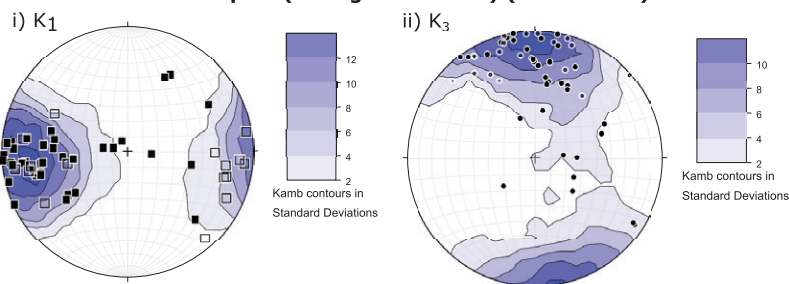 i) K1
ii) K3
12
10
8
6
4
2
Kamb contours in
Standard Deviations
10
8
6
4
2
Kamb contours in
Standard Deviations